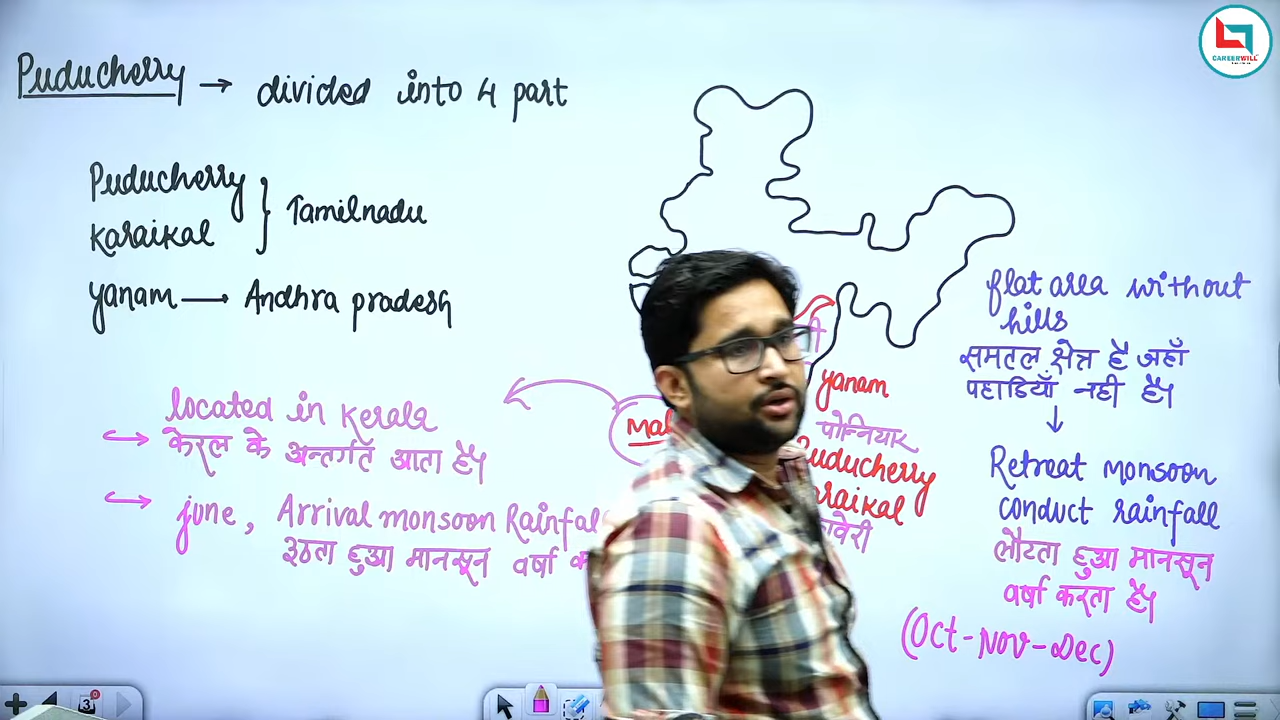 Puducherry → divided into 4 part
Puducherry
Karaikal } Tamilnadu
yanam → Andhra pradesh
located in kerala
केरल के अन्तर्गत आता है।
june, Arrival monsoon Rainfal
मानसून वर्षा
हुआ
yanam
पोन्नियार
Puducherry
Karaikal
flat area without
hills
समतल क्षेत्र है जहाँ
पहाडियाँ नही है।
↓
Retreat monsoon
conduct rainfall
लौटता हुआ मानसून
वर्षा करता है।
(Oct-Nov-Dec)
CAREERWILL